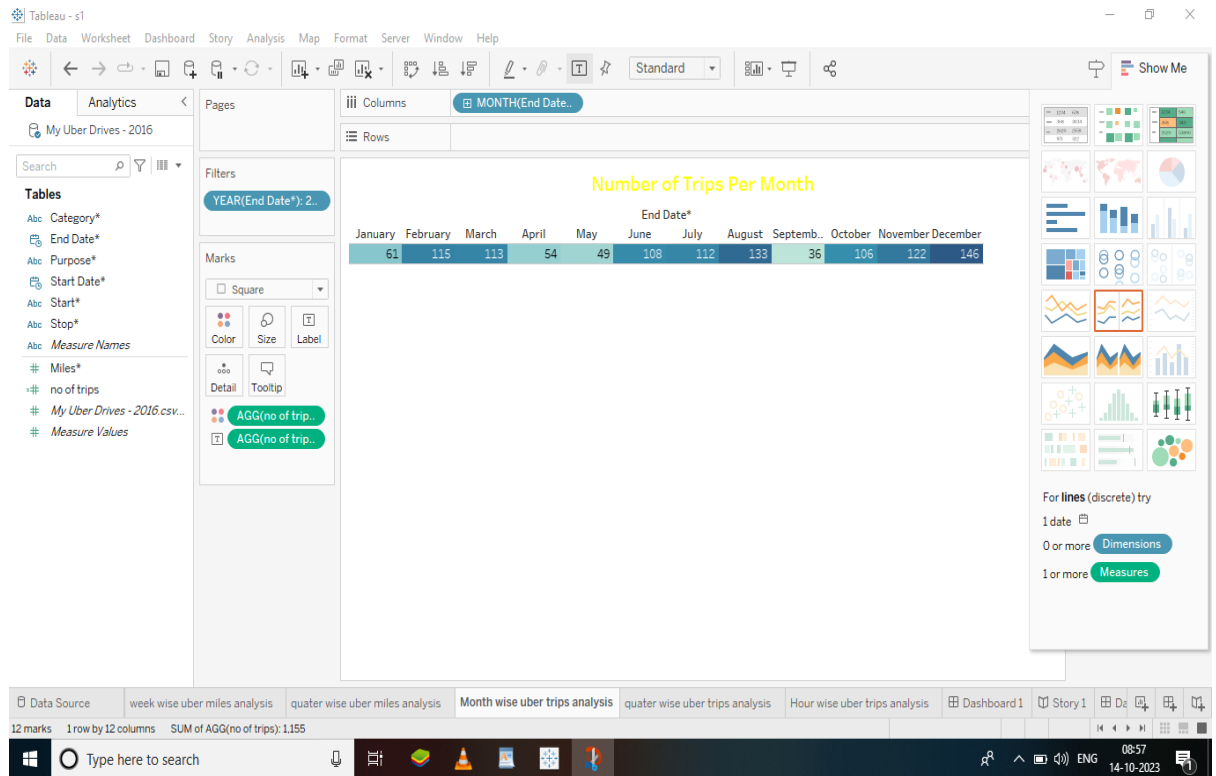 Tableau - s1
File Data Worksheet Dashboard Story Analysis Map Format Server Window Help
Standard
Show Me
Data Analytics
My Uber Drives - 2016
Search
Tables
Abc Category*
End Date*
Abc Purpose*
Start Date*
Abc Start*
Abc Stop*
Abc Measure Names
# Miles*
=# no of trips
# My Uber Drives - 2016.csv...
# Measure Values
Pages
Filters
YEAR(End Date*): 2..
Marks
Square
Color Size Label
Detail Tooltip
AGG(no of trip..
AGG(no of trip..
iii Columns
MONTH(End Date..
Rows
Number of Trips Per Month
End Date*
January February March April May June July August Septemb.. October November December
61 115 113 54 49 108 112 133 36 106 122 146
For lines (discrete) try
1 date
0 or more Dimensions
1 or more Measures
Data Source week wise uber miles analysis quater wise uber miles analysis Month wise uber trips analysis quater wise uber trips analysis Hour wise uber trips analysis Dashboard 1 Story 1 Da
12 marks 1 row by 12 columns SUM of AGG(no of trips): 1,155
Type here to search
ENG
08:57
14-10-2023
1